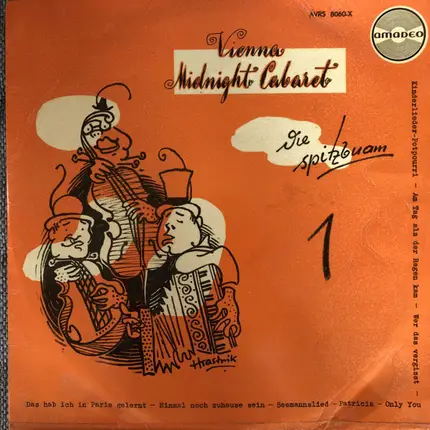 AVRS 8060-X
AMADEO
Vienna
Midnight Cabaret
die
spitzbuam
1
Kinderlieder-Potpourri - Am Tag als der Regen kam - Wer das vergisst -
Hrastnik
Das hab ich in Paris gelernt - Einmal noch zuhause sein - Seemannslied - Patricia - Only You